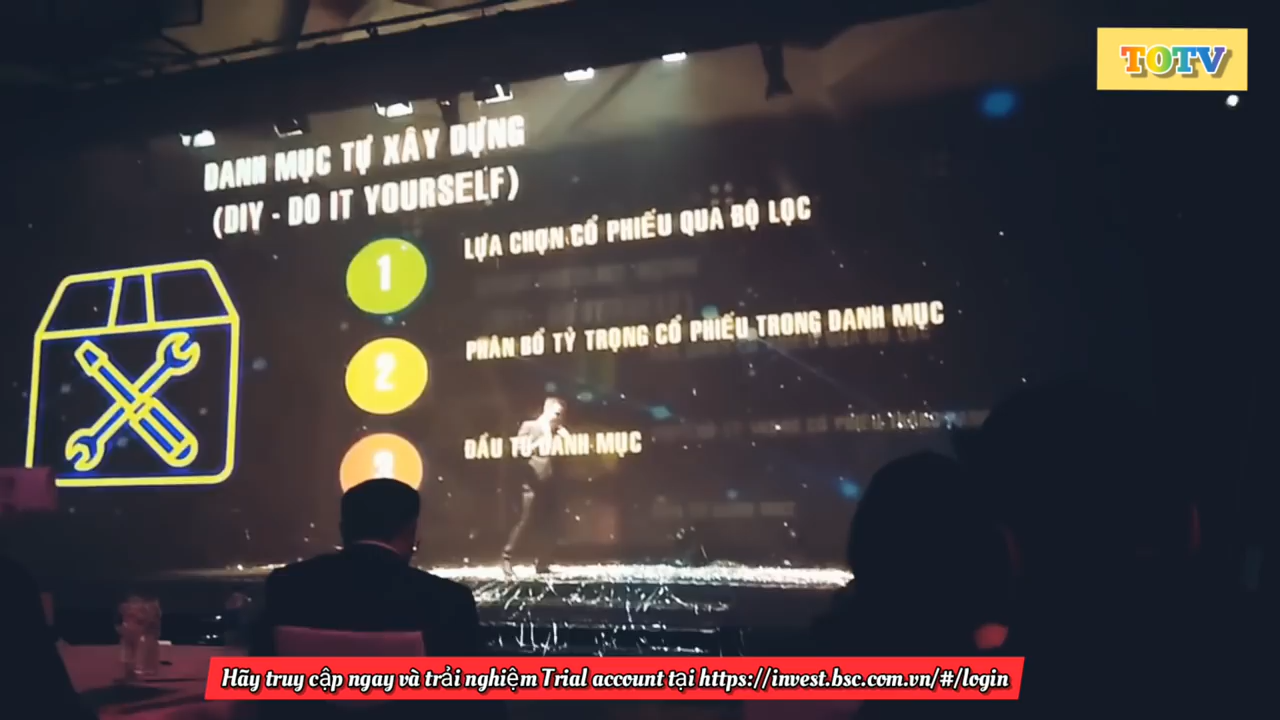 TOTV
DANH MỤC TỰ XÂY DỰNG
(DIY - DO IT YOURSELF)
1
LỰA CHỌN CỔ PHIẾU QUA BỘ LỌC
2
PHÂN BỔ TỶ TRỌNG CỔ PHIẾU TRONG DANH MỤC
3
ĐẦU TƯ DANH MỤC
Hãy truy cập ngay và trải nghiệm Trial account tại https://invest.bsc.com.vn/#/login